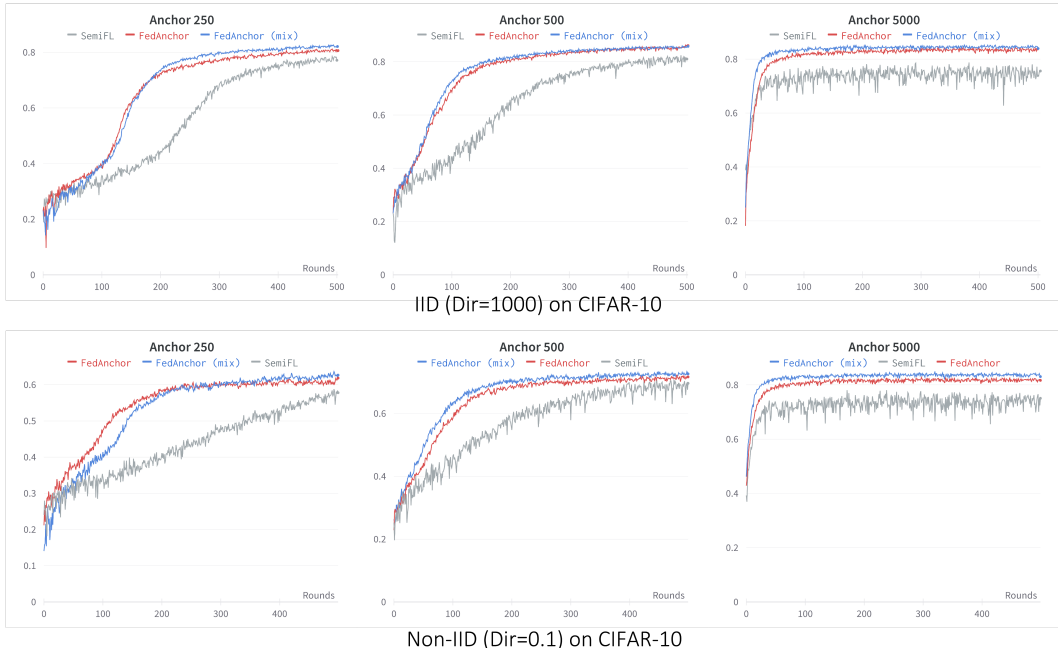 Anchor 250
SemiFL FedAnchor FedAnchor (mix)
0.8
0.6
0.4
0.2
0
Rounds
0 100 200 300 400 500
Anchor 500
SemiFL FedAnchor FedAnchor (mix)
0.8
0.6
0.4
0.2
0
Rounds
0 100 200 300 400 500
Anchor 5000
SemiFL FedAnchor FedAnchor (mix)
0.8
0.6
0.4
0.2
0
Rounds
0 100 200 300 400 500
IID (Dir=1000) on CIFAR-10
Anchor 250
FedAnchor FedAnchor (mix) SemiFL
0.6
0.5
0.4
0.3
0.2
0.1
0
Rounds
0 100 200 300 400
Anchor 500
FedAnchor (mix) FedAnchor SemiFL
0.6
0.4
0.2
0
Rounds
0 100 200 300 400
Anchor 5000
FedAnchor (mix) SemiFL FedAnchor
0.8
0.6
0.4
0.2
0
Rounds
0 100 200 300 400
Non-IID (Dir=0.1) on CIFAR-10